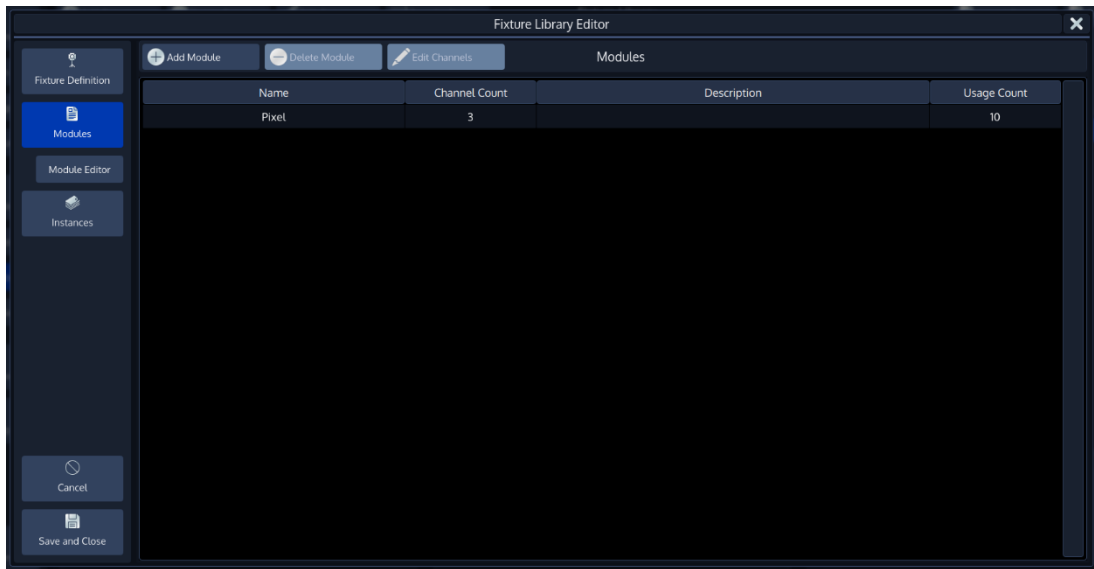 Fixture Library Editor
Fixture Definition
Modules
Module Editor
Instances
Cancel
Save and Close
Add Module Delete Module Edit Channels Modules
Name Channel Count Description Usage Count
Pixel 3 10